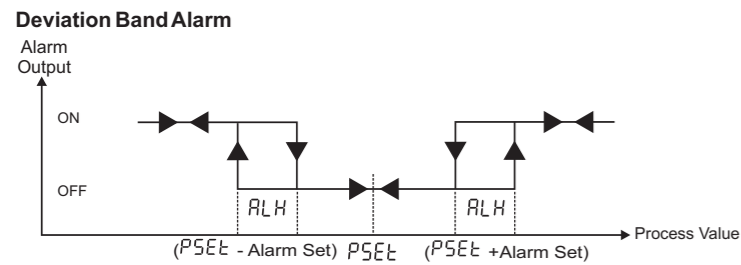 Deviation Band Alarm
Alarm
Output
ON
OFF
ALH ALH
Process Value
(PSEt - Alarm Set) PSEt (PSEt +Alarm Set)